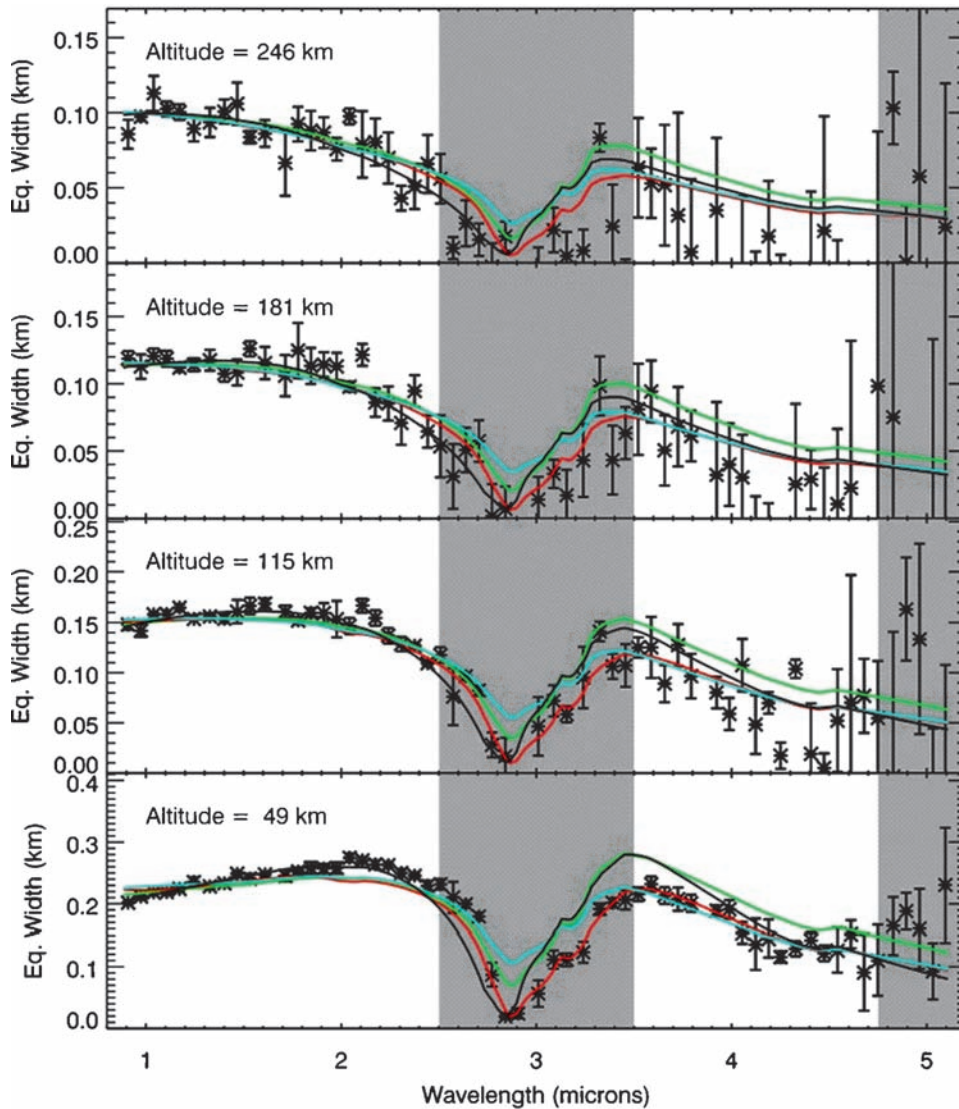 0.15
Altitude = 246 km
0.10
0.05
0.00
Eq. Width (km)
0.15
Altitude = 181 km
0.10
0.05
0.00
Eq. Width (km)
0.25
Altitude = 115 km
0.20
0.15
0.10
0.05
0.00
Eq. Width (km)
0.4
Altitude = 49 km
0.3
0.2
0.1
0.0
Eq. Width (km)
1 2 3 4 5
Wavelength (microns)